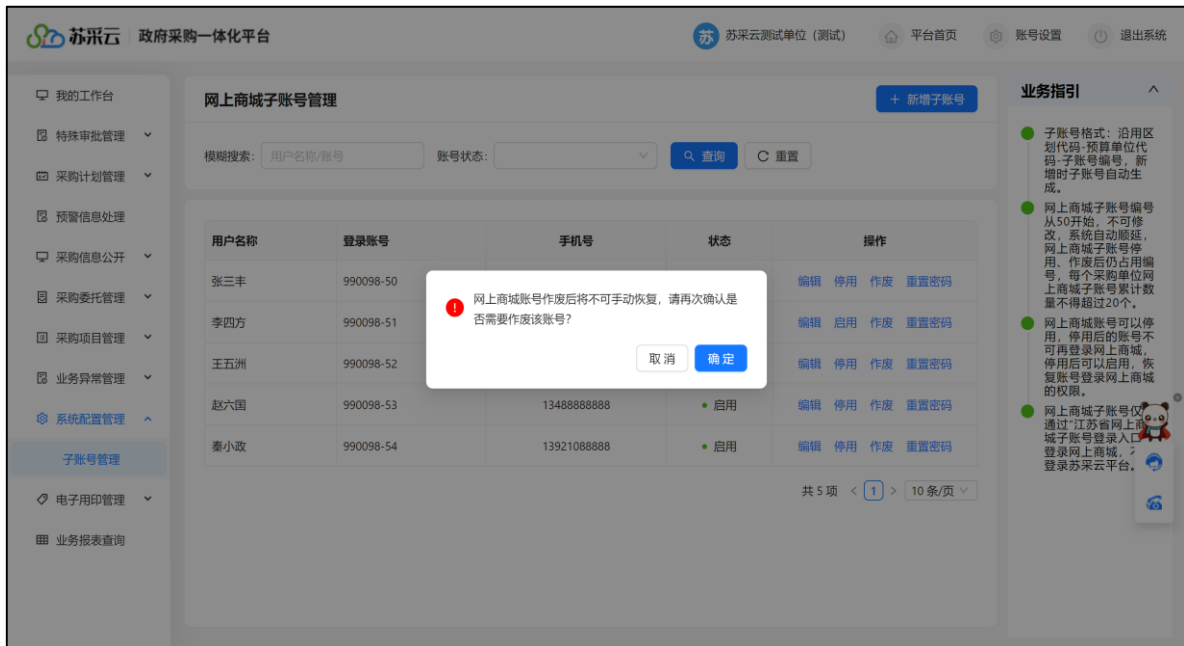 苏采云 政府采购一体化平台
苏 苏采云测试单位（测试） 平台首页 账号设置 退出系统
我的工作台
特殊审批管理
采购计划管理
预警信息处理
采购信息公开
采购委托管理
采购项目管理
业务异常管理
系统配置管理
子账号管理
电子用印管理
业务报表查询
网上商城子账号管理
+ 新增子账号
模糊搜索: 用户名称/账号 账号状态: 查询 重置
用户名称 登录账号 手机号 状态 操作
张三丰 990098-50 编辑 停用 作废 重置密码
李四方 990098-51 编辑 启用 作废 重置密码
王五洲 990098-52 编辑 停用 作废 重置密码
赵六国 990098-53 13488888888 启用 编辑 停用 作废 重置密码
秦小政 990098-54 13921088888 启用 编辑 停用 作废 重置密码
共 5 项 < 1 > 10 条/页
网上商城账号作废后将不可手动恢复，请再次确认是
否需要作废该账号？
取 消 确 定
业务指引
子账号格式：沿用区
划代码-预算单位代
码-子账号编号，新
增时子账号自动生
成。
网上商城子账号编号
从50开始，不可修
改，系统自动顺延，
网上商城子账号停
用、作废后仍占用编
号，每个采购单位网
上商城子账号累计数
量不得超过20个。
网上商城账号可以停
用，停用后的账号不
可再登录网上商城，
停用后可以启用，恢
复账号登录网上商城
的权限。
网上商城子账号仅
通过“江苏省网上商
城子账号登录入口
登录网上商城，
登录苏采云平台。